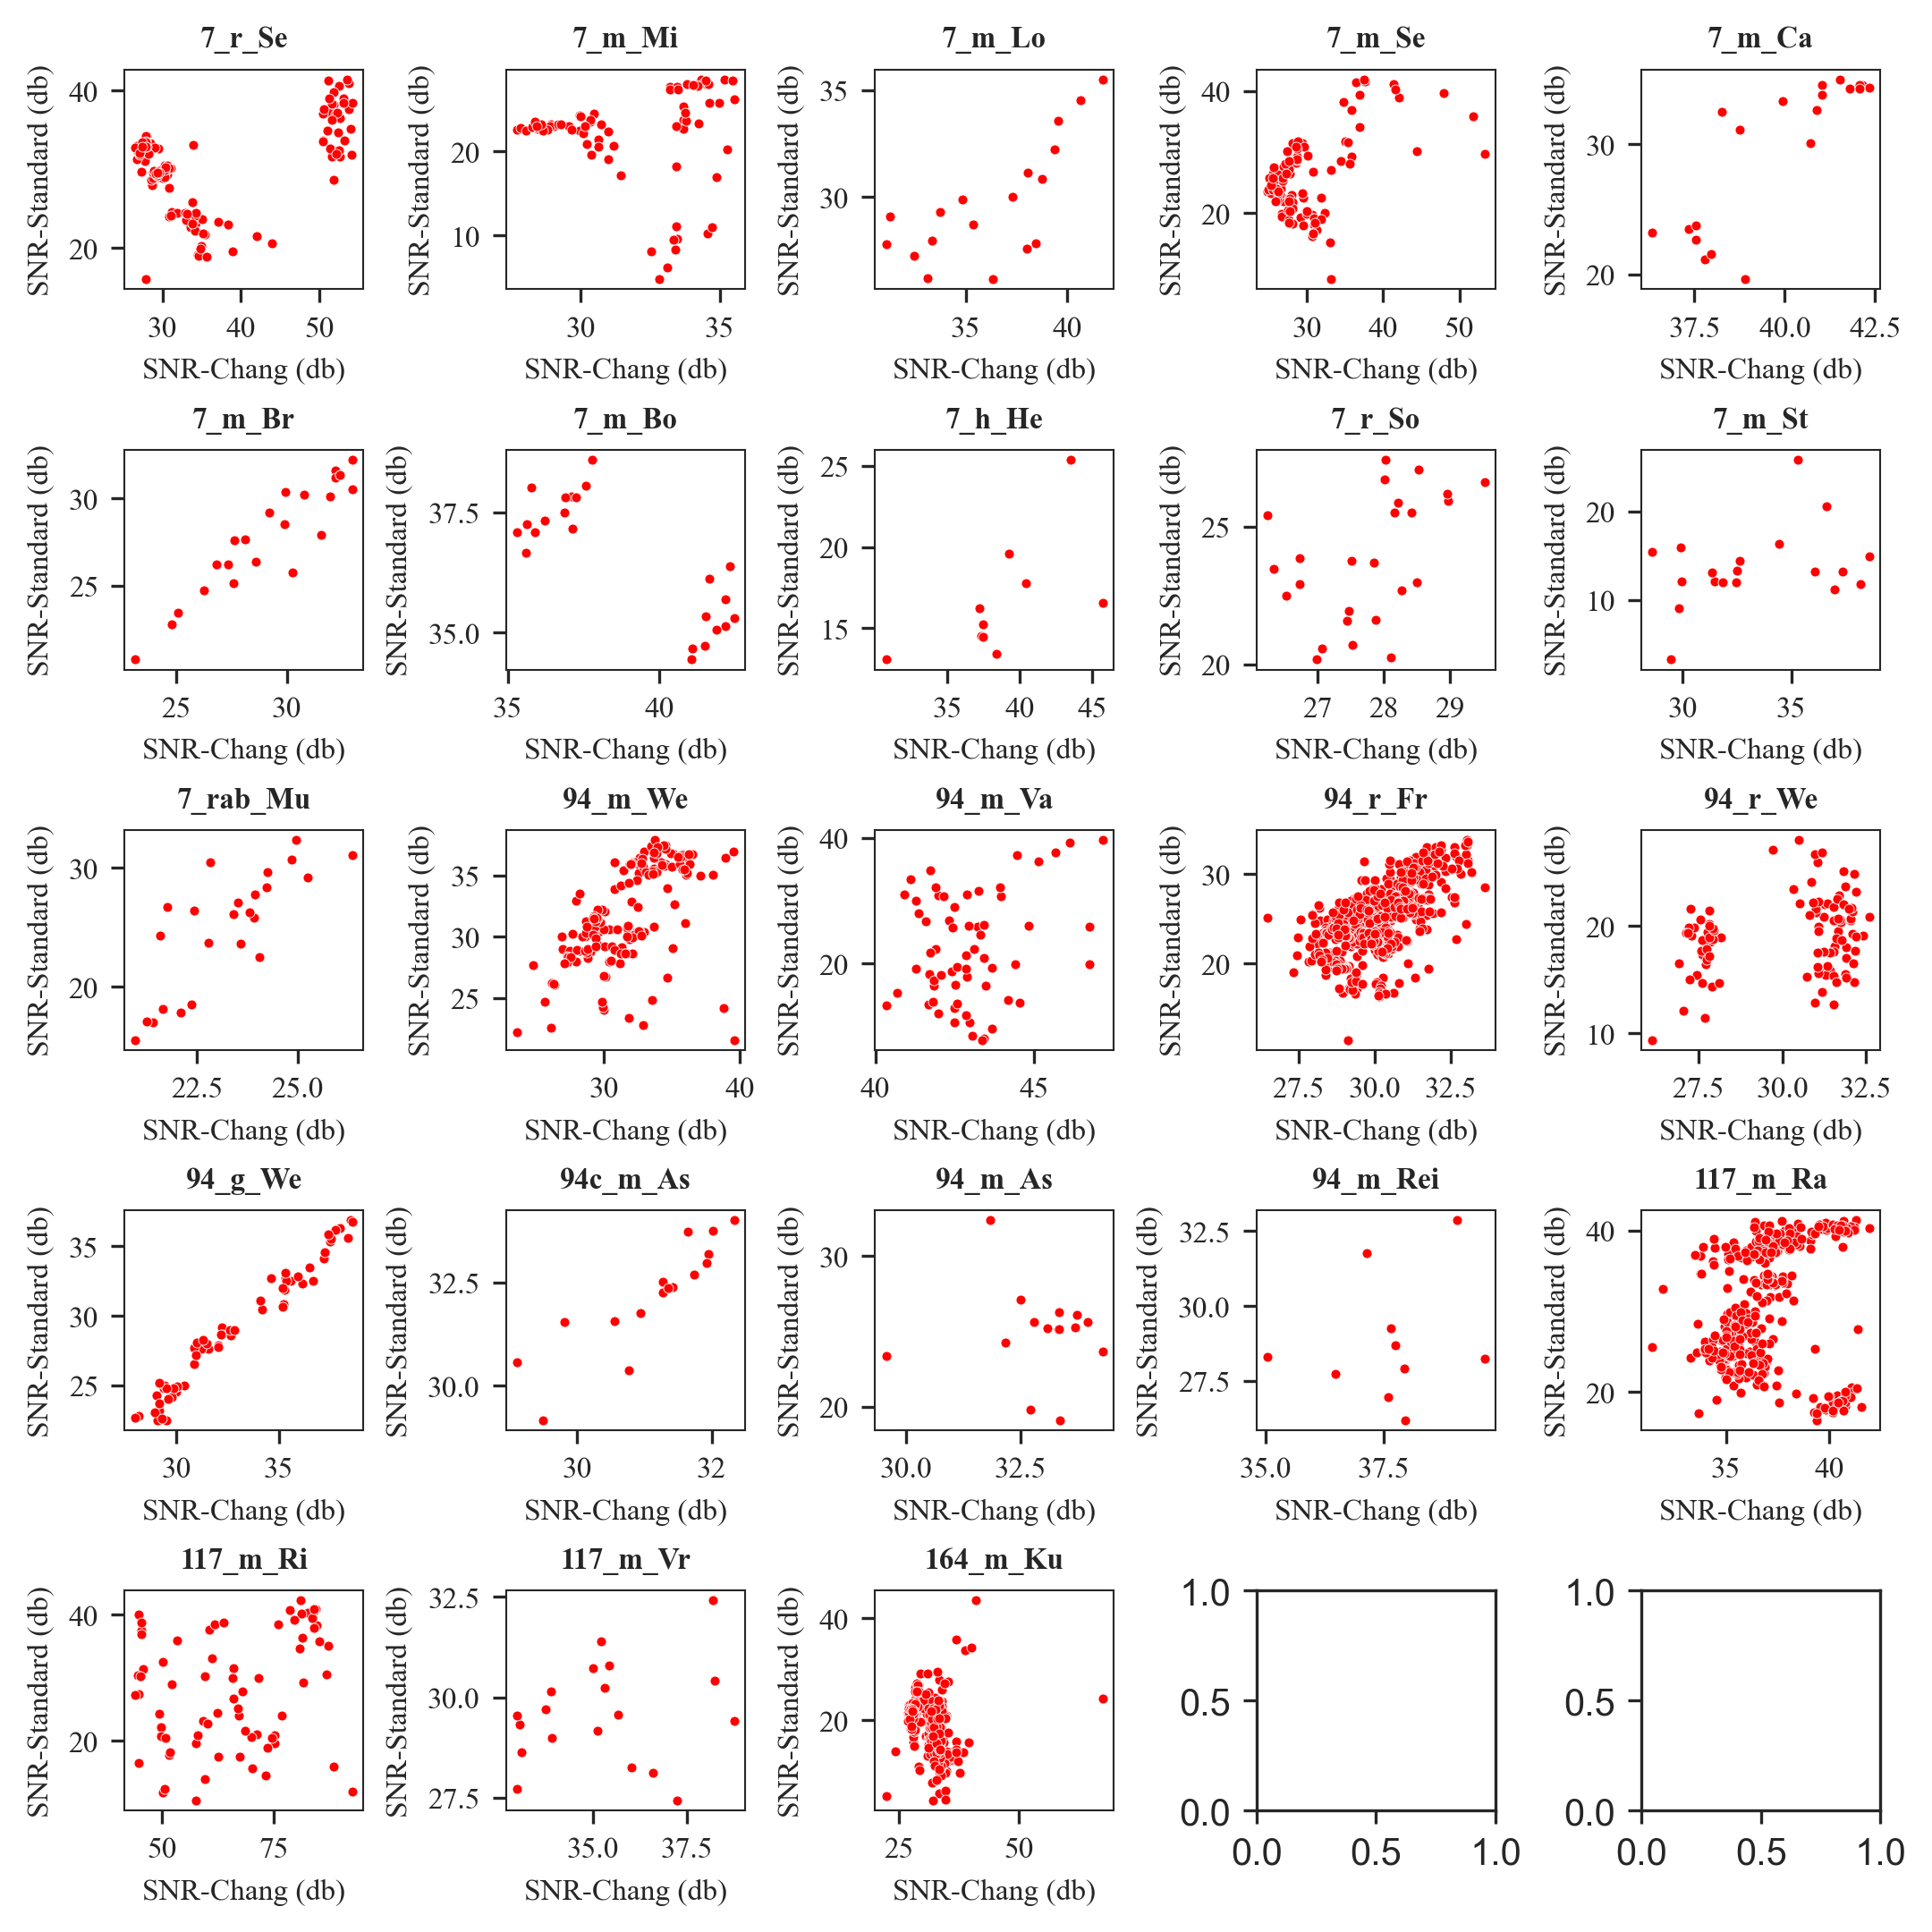 7_r_Se 7_m_Mi 7_m_Lo 7_m_Se 7_m_Ca
SNR-Standard (db) SNR-Standard (db) SNR-Standard (db) SNR-Standard (db) SNR-Standard (db)
40 20 35 40 30
20 10 30 20 20
30 40 50 30 35 35 40 30 40 50 37.5 40.0 42.5
SNR-Chang (db) SNR-Chang (db) SNR-Chang (db) SNR-Chang (db) SNR-Chang (db)
7_m_Br 7_m_Bo 7_h_He 7_r_So 7_m_St
SNR-Standard (db) SNR-Standard (db) SNR-Standard (db) SNR-Standard (db) SNR-Standard (db)
30 37.5 25 25 20
25 35.0 20 20 10
15
25 30 35 40 35 40 45 27 28 29 30 35
SNR-Chang (db) SNR-Chang (db) SNR-Chang (db) SNR-Chang (db) SNR-Chang (db)
7_rab_Mu 94_m_We 94_m_Va 94_r_Fr 94_r_We
SNR-Standard (db) SNR-Standard (db) SNR-Standard (db) SNR-Standard (db) SNR-Standard (db)
30 35 40 30 20
20 30 20 20 10
25
22.5 25.0 30 40 40 45 27.5 30.0 32.5 27.5 30.0 32.5
SNR-Chang (db) SNR-Chang (db) SNR-Chang (db) SNR-Chang (db) SNR-Chang (db)
94_g_We 94c_m_As 94_m_As 94_m_Rei 117_m_Ra
SNR-Standard (db) SNR-Standard (db) SNR-Standard (db) SNR-Standard (db) SNR-Standard (db)
35 32.5 30 32.5 40
30 30.0 20 30.0 20
25 27.5
30 35 30 32 30.0 32.5 35.0 37.5 35 40
SNR-Chang (db) SNR-Chang (db) SNR-Chang (db) SNR-Chang (db) SNR-Chang (db)
117_m_Ri 117_m_Vr 164_m_Ku
SNR-Standard (db) SNR-Standard (db) SNR-Standard (db)
40 32.5 40 1.0 1.0
20 30.0 20 0.5 0.5
27.5 0.0 0.0
50 75 35.0 37.5 25 50 0.0 0.5 1.0 0.0 0.5 1.0
SNR-Chang (db) SNR-Chang (db) SNR-Chang (db)